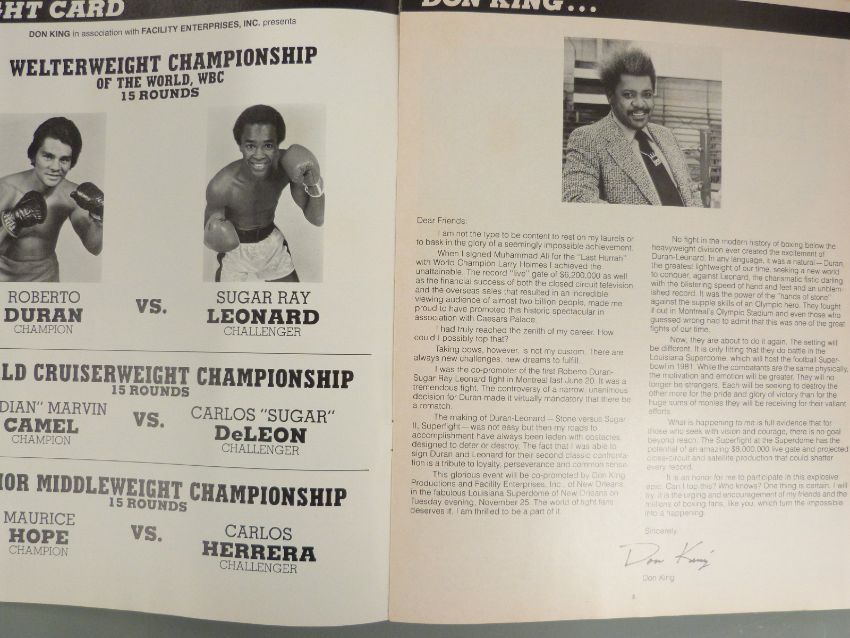 GHT CARD
DON KING in association with FACILITY ENTERPRISES, INC. presents
WELTERWEIGHT CHAMPIONSHIP
OF THE WORLD, WBC
15 ROUNDS
ROBERTO
DURAN
CHAMPION
VS.
SUGAR RAY
LEONARD
CHALLENGER
LD CRUISERWEIGHT CHAMPIONSHIP
15 ROUNDS
DIAN" MARVIN
CAMEL
CHAMPION
VS.
CARLOS "SUGAR"
DeLEON
CHALLENGER
IOR MIDDLEWEIGHT CHAMPIONSHIP
15 ROUNDS
MAURICE
HOPE
CHAMPION
VS.
CARLOS
HERRERA
CHALLENGER
DON KING...
Dear Friends:
I am not the type to be content to rest on my laurels or
to bask in the glory of a seemingly impossible achievement.
When I signed Muhammad Ali for the "Last Hurrah"
with World Champion Larry Holmes I achieved the
unattainable. The record "live" gate of $6,200,000 as well
as the financial success of both the closed circuit television
and the overseas sales that resulted in an incredible
viewing audience of almost two billion people, made me
proud to have promoted this historic spectacular in
association with Caesars Palace.
I had truly reached the zenith of my career. How
could I possibly top that?
Taking bows, however, is not my custom. There are
always new challenges, new dreams to fulfill.
I was the co-promoter of the first Roberto Duran-
Sugar Ray Leonard fight in Montreal last June 20. It was a
tremendous fight. The controversy of a narrow, unanimous
decision for Duran made it virtually mandatory that there be
a rematch.
The making of Duran-Leonard — Stone versus Sugar
II, Superfight — was not easy but then my roads to
accomplishment have always been laden with obstacles,
designed to deter or destroy. The fact that I was able to
sign Duran and Leonard for their second classic confronta-
tion is a tribute to loyalty, perseverance and common sense.
This glorious event will be co-promoted by Don King
Productions and Facility Enterprises, Inc., of New Orleans,
in the fabulous Louisiana Superdome of New Orleans on
Tuesday evening, November 25. The world of fight fans
deserves it. I am thrilled to be a part of it.
No fight in the modern history of boxing below the
heavyweight division ever created the excitement of
Duran-Leonard. In any language, it was a natural — Duran,
the greatest lightweight of our time, seeking a new world
to conquer, against Leonard, the charismatic fistic darling
with the blistering speed of hand and feet and an unblem-
ished record. It was the power of the "hands of stone"
against the supple skills of an Olympic hero. They fought
it out in Montreal's Olympic Stadium and even those who
guessed wrong had to admit that this was one of the great
fights of our time.
Now, they are about to do it again. The setting will
be different. It is only fitting that they do battle in the
Louisiana Superdome, which will host the football Super-
bowl in 1981. While the combatants are the same physically,
the motivation and emotion will be greater. They will no
longer be strangers. Each will be seeking to destroy the
other more for the pride and glory of victory than for the
huge sums of monies they will be receiving for their valiant
efforts.
What is happening to me is full evidence that for
those who seek with vision and courage, there is no goal
beyond reach. The Superfight at the Superdome has the
potential of an amazing $8,000,000 live gate and projected
close-circuit and satellite production that could shatter
every record.
It is an honor for me to participate in this explosive
epic. Can I top this? Who knows? One thing is certain. I will
try. It is the urging and encouragement of my friends and the
millions of boxing fans, like you, which turn the impossible
into a happening.
Sincerely,
Don King
Don King